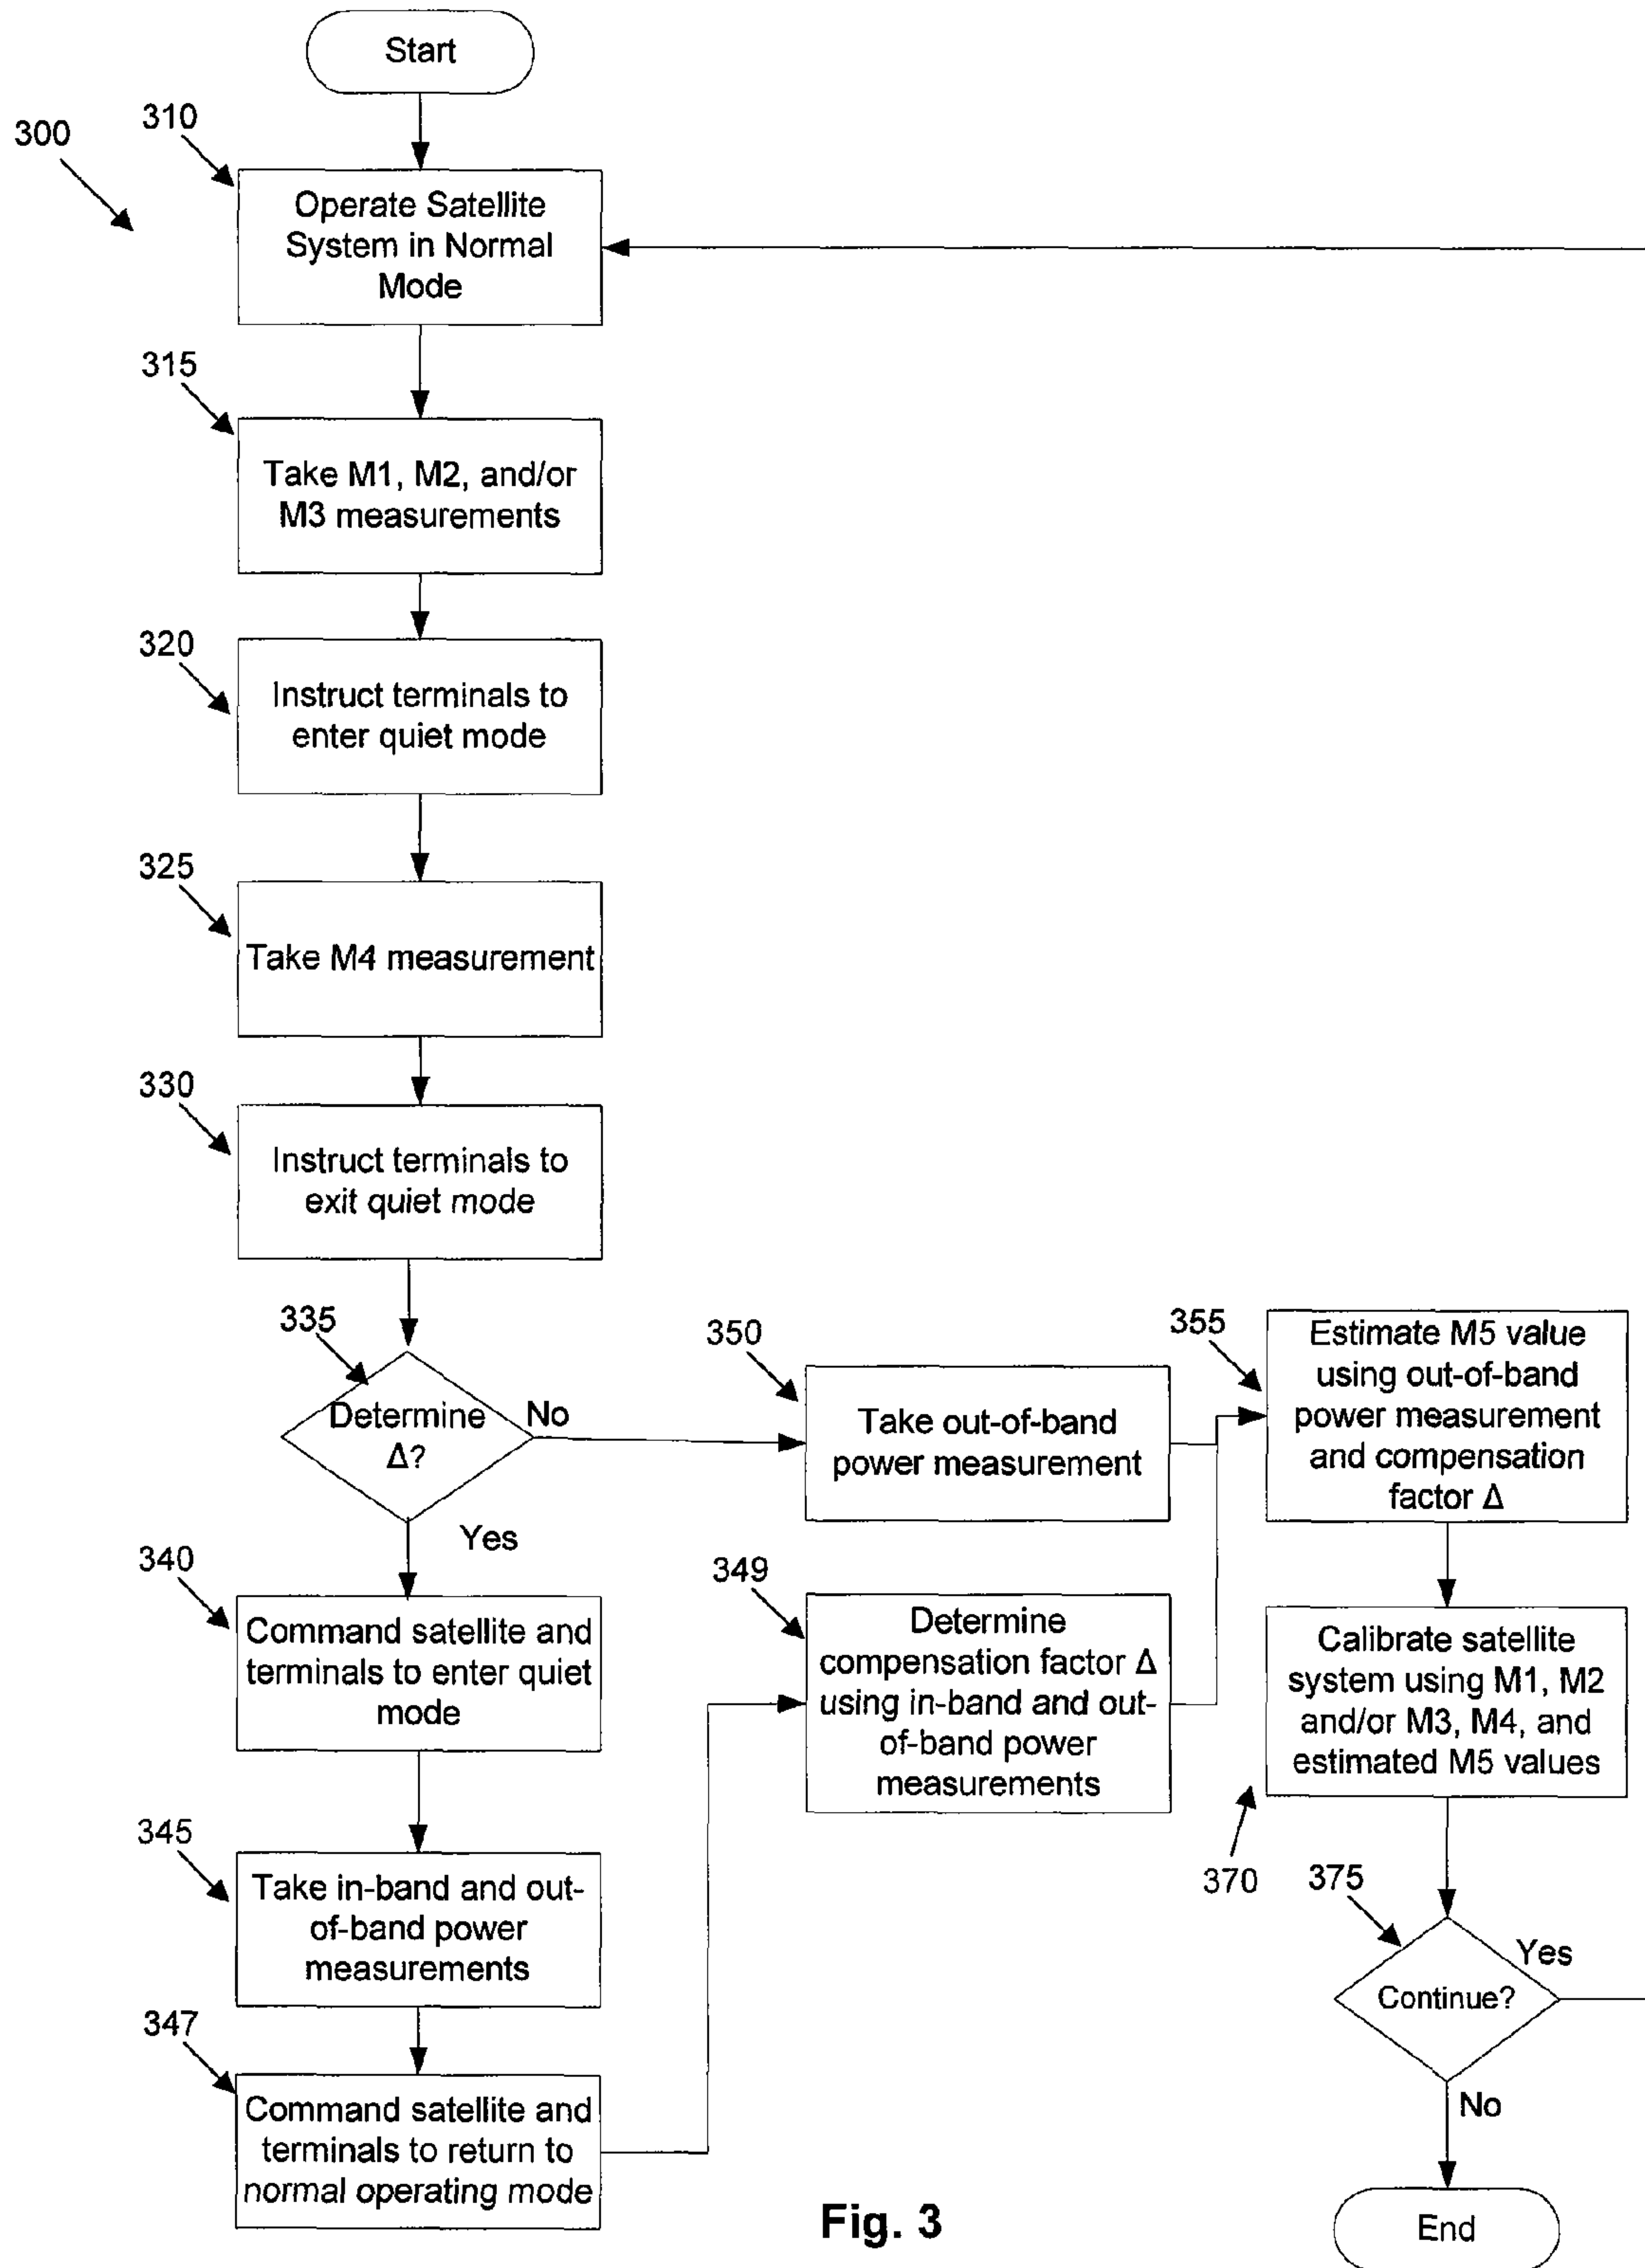 Start
300
310
Operate Satellite
System in Normal
Mode
315
Take M1, M2, and/or
M3 measurements
320
Instruct terminals to
enter quiet mode
325
Take M4 measurement
330
Instruct terminals to
exit quiet mode
335
Determine
Δ?
No
Yes
340
Command satellite and
terminals to enter quiet
mode
345
Take in-band and out-
of-band power
measurements
347
Command satellite and
terminals to return to
normal operating mode
350
Take out-of-band
power measurement
349
Determine
compensation factor Δ
using in-band and out-
of-band power
measurements
355
Estimate M5 value
using out-of-band
power measurement
and compensation
factor Δ
Calibrate satellite
system using M1, M2
and/or M3, M4, and
estimated M5 values
370
375
Continue?
Yes
No
End
Fig. 3